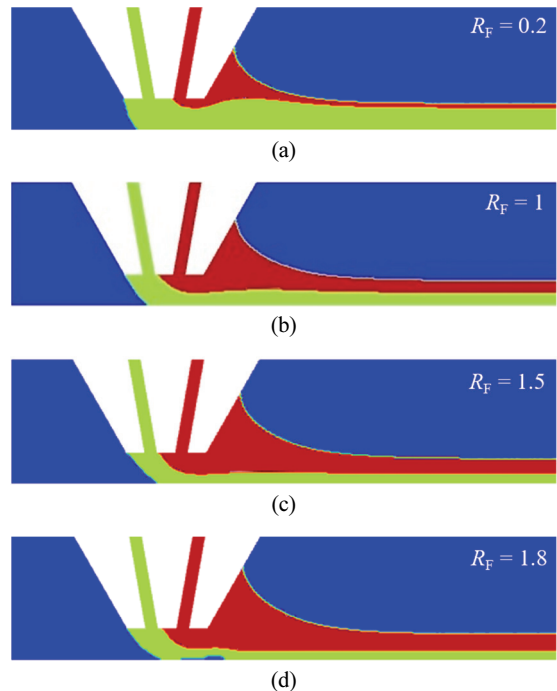 R_F = 0.2
(a)
R_F = 1
(b)
R_F = 1.5
(c)
R_F = 1.8
(d)